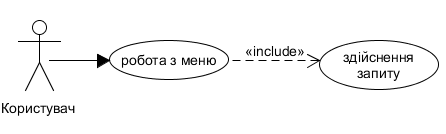 «include»
робота з меню
здійснення
запиту
Користувач